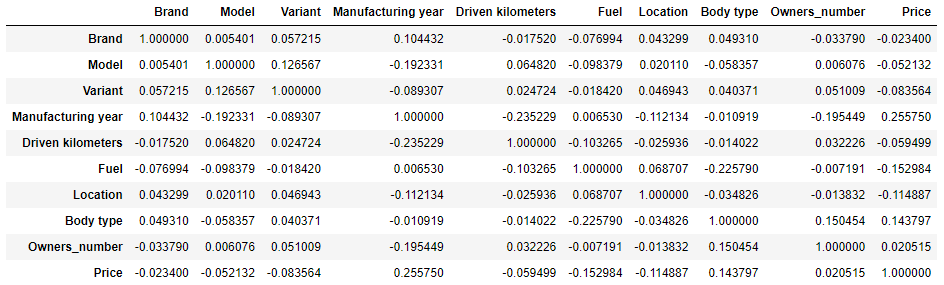 Brand Model Variant Manufacturing year Driven kilometers Fuel Location Body type Owners_number Price
Brand 1.000000 0.005401 0.057215 0.104432 -0.017520 -0.076994 0.043299 0.049310 -0.033790 -0.023400
Model 0.005401 1.000000 0.126567 -0.192331 0.064820 -0.098379 0.020110 -0.058357 0.006076 -0.052132
Variant 0.057215 0.126567 1.000000 -0.089307 0.024724 -0.018420 0.046943 0.040371 0.051009 -0.083564
Manufacturing year 0.104432 -0.192331 -0.089307 1.000000 -0.235229 0.006530 -0.112134 -0.010919 -0.195449 0.255750
Driven kilometers -0.017520 0.064820 0.024724 -0.235229 1.000000 -0.103265 -0.025936 -0.014022 0.032226 -0.059499
Fuel -0.076994 -0.098379 -0.018420 0.006530 -0.103265 1.000000 0.068707 -0.225790 -0.007191 -0.152984
Location 0.043299 0.020110 0.046943 -0.112134 -0.025936 0.068707 1.000000 -0.034826 -0.013832 -0.114887
Body type 0.049310 -0.058357 0.040371 -0.010919 -0.014022 -0.225790 -0.034826 1.000000 0.150454 0.143797
Owners_number -0.033790 0.006076 0.051009 -0.195449 0.032226 -0.007191 -0.013832 0.150454 1.000000 0.020515
Price -0.023400 -0.052132 -0.083564 0.255750 -0.059499 -0.152984 -0.114887 0.143797 0.020515 1.000000